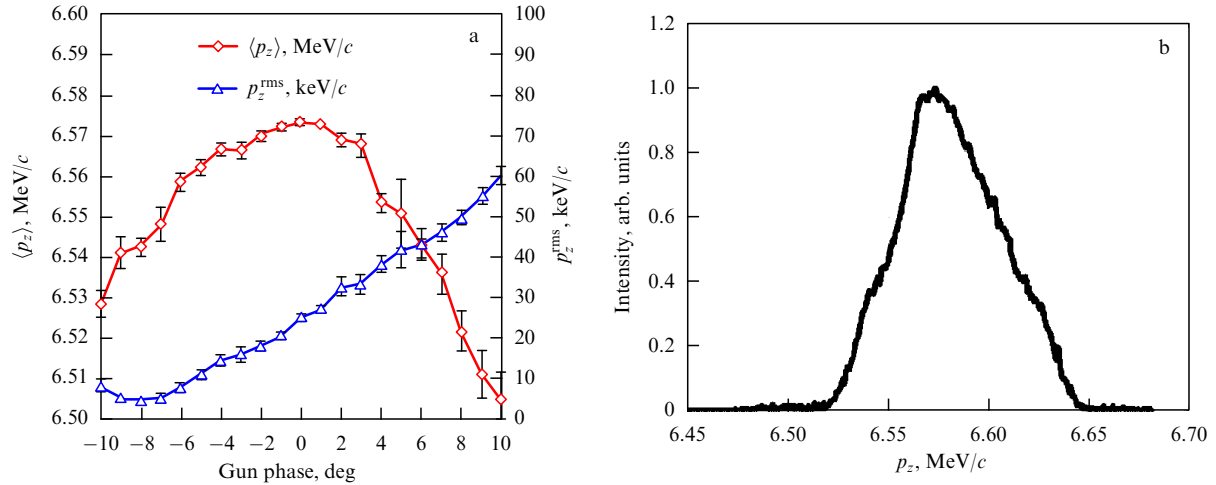 a
⟨p_z⟩, MeV/c
p_z^rms, keV/c
6.60
6.59
6.58
6.57
6.56
6.55
6.54
6.53
6.52
6.51
6.50
⟨p_z⟩, MeV/c
100
90
80
70
60
50
40
30
20
10
0
p_z^rms, keV/c
−10 −8 −6 −4 −2 0 2 4 6 8 10
Gun phase, deg
b
1.2
1.0
0.8
0.6
0.4
0.2
0
Intensity, arb. units
6.45 6.50 6.55 6.60 6.65 6.70
p_z, MeV/c